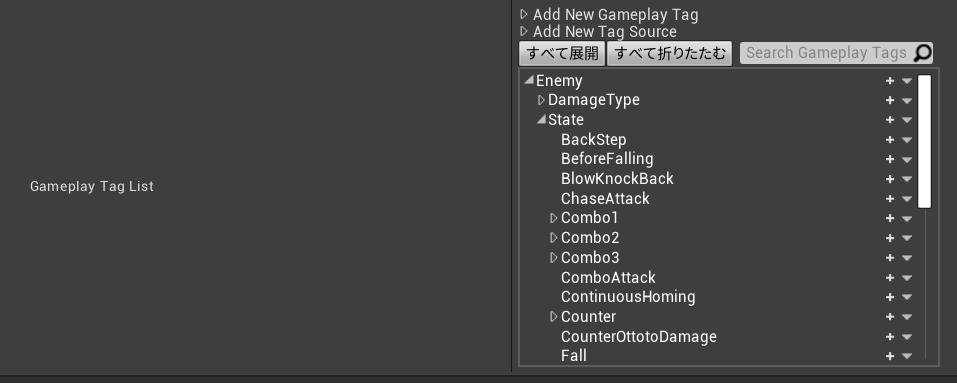 Add New Gameplay Tag
Add New Tag Source
すべて展開 すべて折りたたむ Search Gameplay Tags
Enemy
DamageType
State
BackStep
BeforeFalling
BlowKnockBack
Gameplay Tag List
ChaseAttack
Combo1
Combo2
Combo3
ComboAttack
ContinuousHoming
Counter
CounterOttotoDamage
Fall